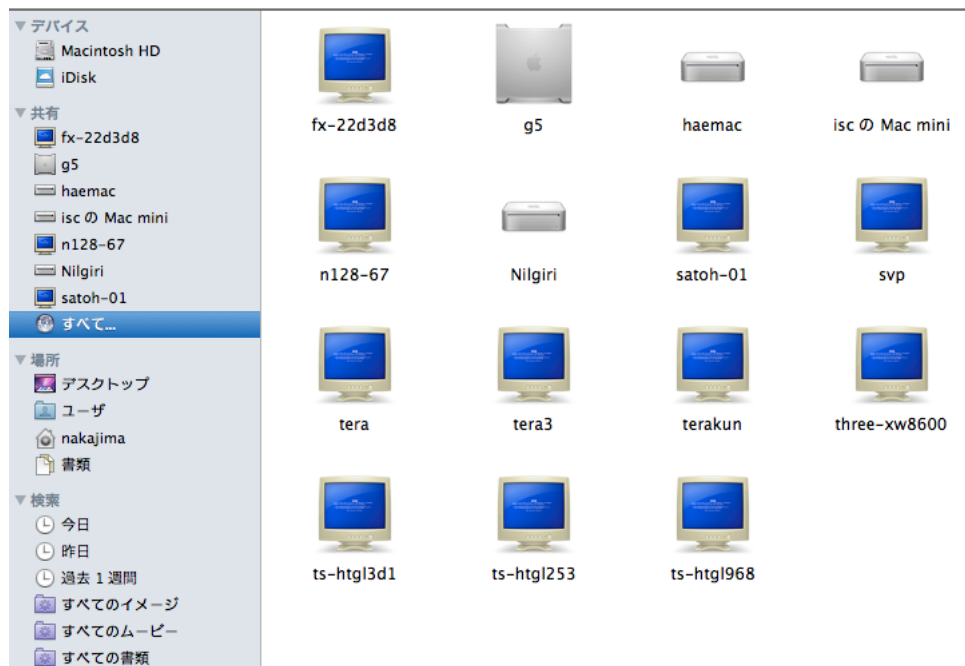 デバイス
Macintosh HD
iDisk
共有
fx-22d3d8
g5
haemac
isc の Mac mini
n128-67
Nilgiri
satoh-01
すべて...
場所
デスクトップ
ユーザ
nakajima
書類
検索
今日
昨日
過去 1 週間
すべてのイメージ
すべてのムービー
すべての書類
fx-22d3d8
g5
haemac
isc の Mac mini
n128-67
Nilgiri
satoh-01
svp
tera
tera3
terakun
three-xw8600
ts-htgl3d1
ts-htgl253
ts-htgl968